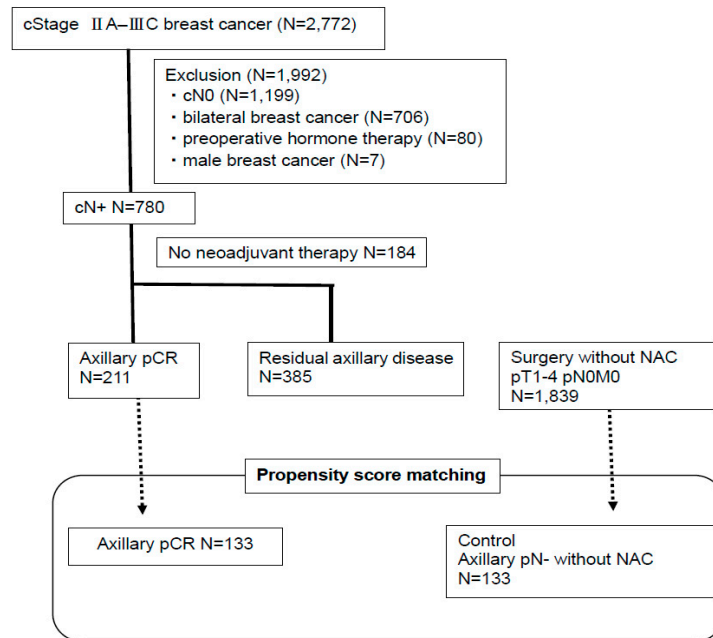 cStage ⅡA–ⅢC breast cancer (N=2,772)
Exclusion (N=1,992)
・cN0 (N=1,199)
・bilateral breast cancer (N=706)
・preoperative hormone therapy (N=80)
・male breast cancer (N=7)
cN+ N=780
No neoadjuvant therapy N=184
Axillary pCR
N=211
Residual axillary disease
N=385
Surgery without NAC
pT1-4 pN0M0
N=1,839
Propensity score matching
Axillary pCR N=133
Control
Axillary pN- without NAC
N=133